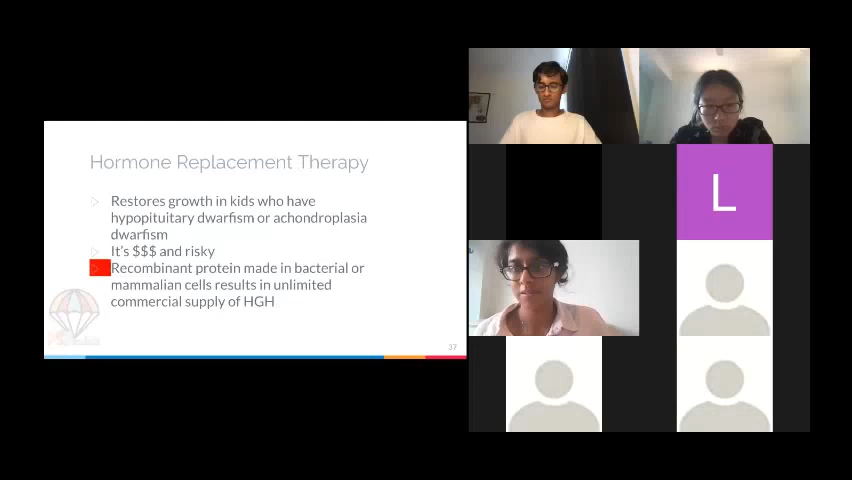 Hormone Replacement Therapy
Restores growth in kids who have
hypopituitary dwarfism or achondroplasia
dwarfism
It's $$$ and risky
Recombinant protein made in bacterial or
mammalian cells results in unlimited
commercial supply of HGH
37
L